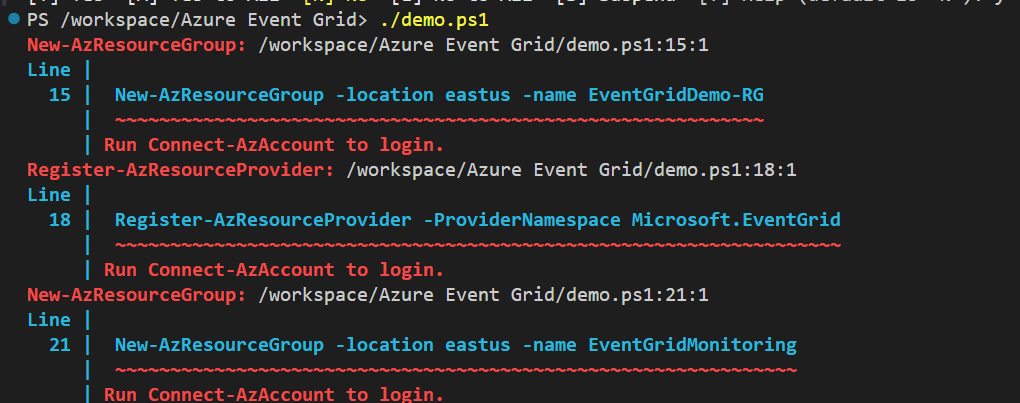 PS /workspace/Azure Event Grid> ./demo.ps1
New-AzResourceGroup: /workspace/Azure Event Grid/demo.ps1:15:1
Line |
15 | New-AzResourceGroup -location eastus -name EventGridDemo-RG
| ~~~~~~~~~~~~~~~~~~~~~~~~~~~~~~~~~~~~~~~~~~~~~~~~~~~~~~~~~~~
| Run Connect-AzAccount to login.
Register-AzResourceProvider: /workspace/Azure Event Grid/demo.ps1:18:1
Line |
18 | Register-AzResourceProvider -ProviderNamespace Microsoft.EventGrid
| ~~~~~~~~~~~~~~~~~~~~~~~~~~~~~~~~~~~~~~~~~~~~~~~~~~~~~~~~~~~~~~~~~~
| Run Connect-AzAccount to login.
New-AzResourceGroup: /workspace/Azure Event Grid/demo.ps1:21:1
Line |
21 | New-AzResourceGroup -location eastus -name EventGridMonitoring
| ~~~~~~~~~~~~~~~~~~~~~~~~~~~~~~~~~~~~~~~~~~~~~~~~~~~~~~~~~~~~~~
| Run Connect-AzAccount to login.